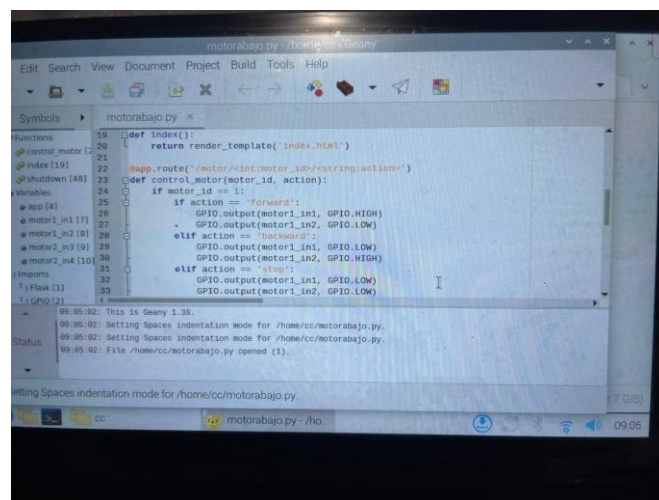 motorabajo.py - /home/cc - Geany
Edit Search View Document Project Build Tools Help
Symbols
motorabajo.py ×
Functions
control_motor [2
index [19]
shutdown [48]
Variables
app [4]
motor1_in1 [7]
motor1_in2 [8]
motor2_in3 [9]
motor2_in4 [10]
Imports
Flask [1]
GPIO [2]
19 def index():
20 return render_template('index.html')
21
22 @app.route('/motor/<int:motor_id>/<string:action>')
23 def control_motor(motor_id, action):
24 if motor_id == 1:
25 if action == 'forward':
26 GPIO.output(motor1_in1, GPIO.HIGH)
27 GPIO.output(motor1_in2, GPIO.LOW)
28 elif action == 'backward':
29 GPIO.output(motor1_in1, GPIO.LOW)
30 GPIO.output(motor1_in2, GPIO.HIGH)
31 elif action == 'stop':
32 GPIO.output(motor1_in1, GPIO.LOW)
33 GPIO.output(motor1_in2, GPIO.LOW)
Status
09:05:02: This is Geany 1.38.
09:05:02: Setting Spaces indentation mode for /home/cc/motorabajo.py.
09:05:02: Setting Spaces indentation mode for /home/cc/motorabajo.py.
09:05:02: File /home/cc/motorabajo.py opened (1).
etting Spaces indentation mode for /home/cc/motorabajo.py.
.7 GiB)
cc
motorabajo.py - /ho...
09:05